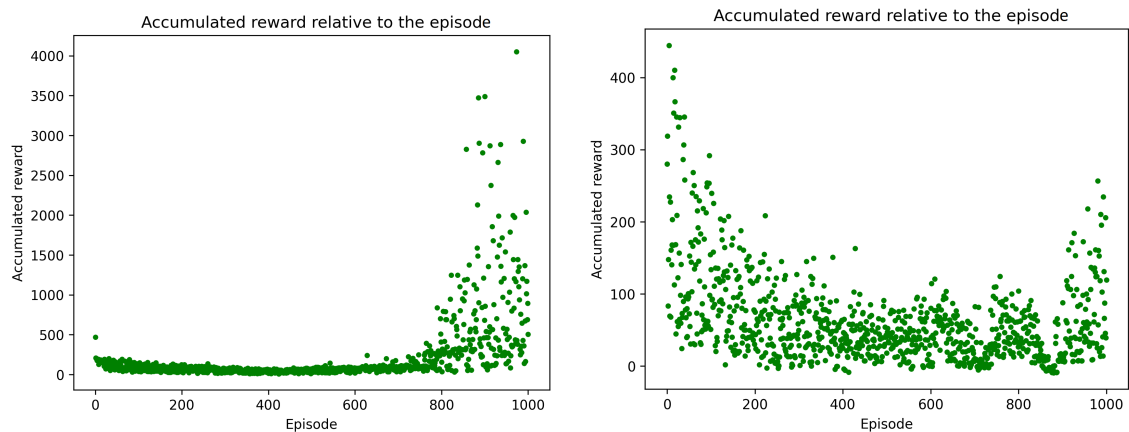 Accumulated reward relative to the episode
4000
3500
3000
2500
2000
1500
1000
500
0
Accumulated reward
0 200 400 600 800 1000
Episode
Accumulated reward relative to the episode
400
300
200
100
0
Accumulated reward
0 200 400 600 800 1000
Episode